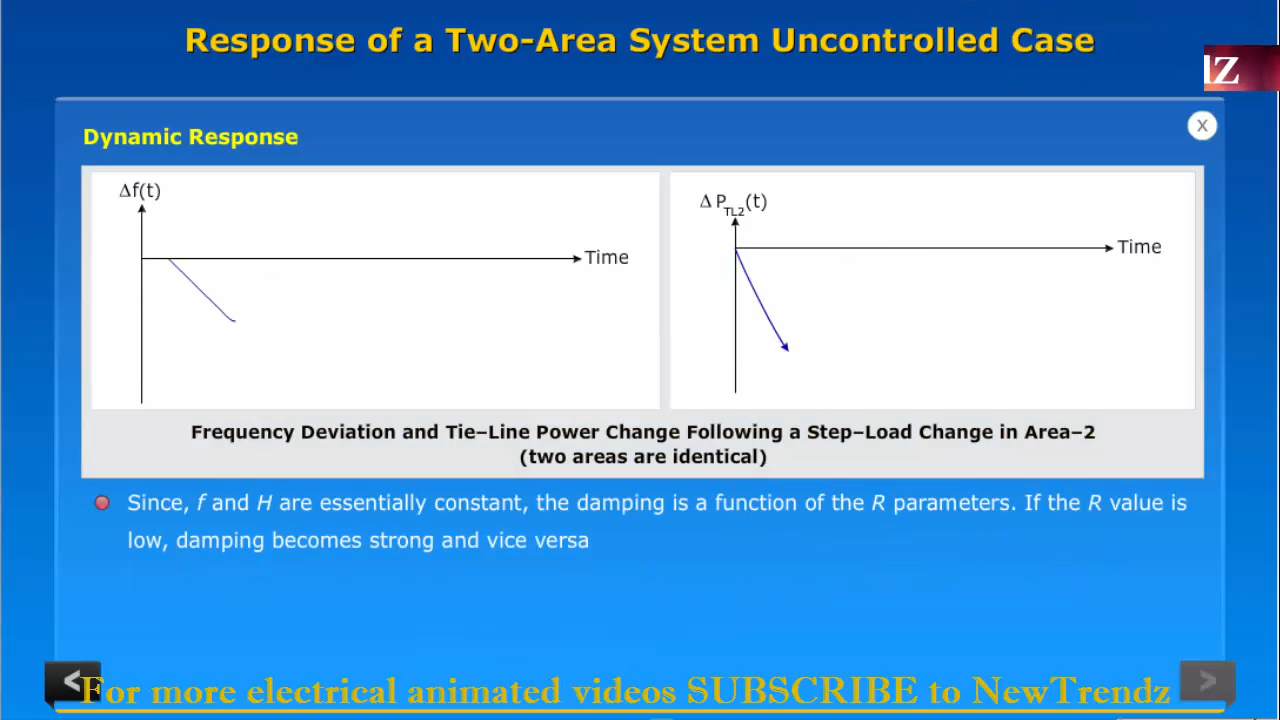 Response of a Two-Area System Uncontrolled Case
IZ
Dynamic Response
X
Δf(t)
Time
Δ P_TL2(t)
Time
Frequency Deviation and Tie–Line Power Change Following a Step–Load Change in Area–2
(two areas are identical)
Since, f and H are essentially constant, the damping is a function of the R parameters. If the R value is
low, damping becomes strong and vice versa
<
For more electrical animated videos SUBSCRIBE to NewTrendz
>